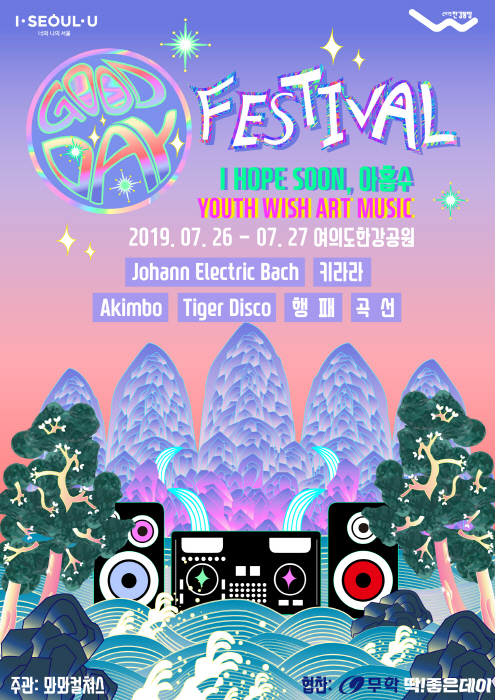 I·SEOUL·U
너와 나의 서울
GOOD
DAY
FESTIVAL
I HOPE SOON, 아홉수
YOUTH WISH ART MUSIC
2019. 07. 26 – 07. 27 여의도한강공원
Johann Electric Bach 키라라
Akimbo Tiger Disco 행 패 곡 선
주관: 와와컬쳐스
협찬: 무학 딱!좋은데이